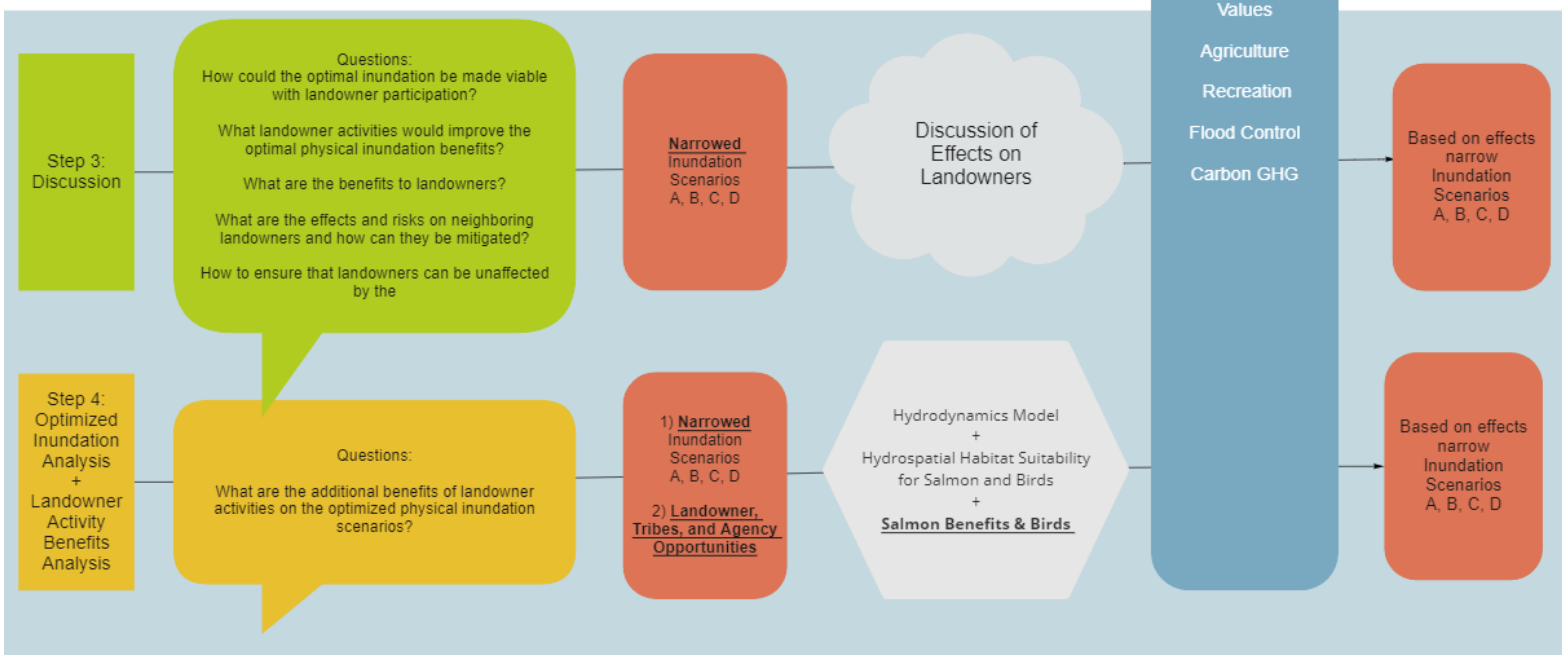 Step 3:
Discussion
Questions:
How could the optimal inundation be made viable
with landowner participation?
What landowner activities would improve the
optimal physical inundation benefits?
What are the benefits to landowners?
What are the effects and risks on neighboring
landowners and how can they be mitigated?
How to ensure that landowners can be unaffected
by the
Narrowed
Inundation
Scenarios
A, B, C, D
Discussion of
Effects on
Landowners
Values
Agriculture
Recreation
Flood Control
Carbon GHG
Based on effects
narrow
Inundation
Scenarios
A, B, C, D
Step 4:
Optimized
Inundation
Analysis
+
Landowner
Activity
Benefits
Analysis
Questions:
What are the additional benefits of landowner
activities on the optimized physical inundation
scenarios?
1) Narrowed
Inundation
Scenarios
A, B, C, D
2) Landowner,
Tribes, and Agency
Opportunities
Hydrodynamics Model
+
Hydrospatial Habitat Suitability
for Salmon and Birds
+
Salmon Benefits & Birds
Based on effects
narrow
Inundation
Scenarios
A, B, C, D